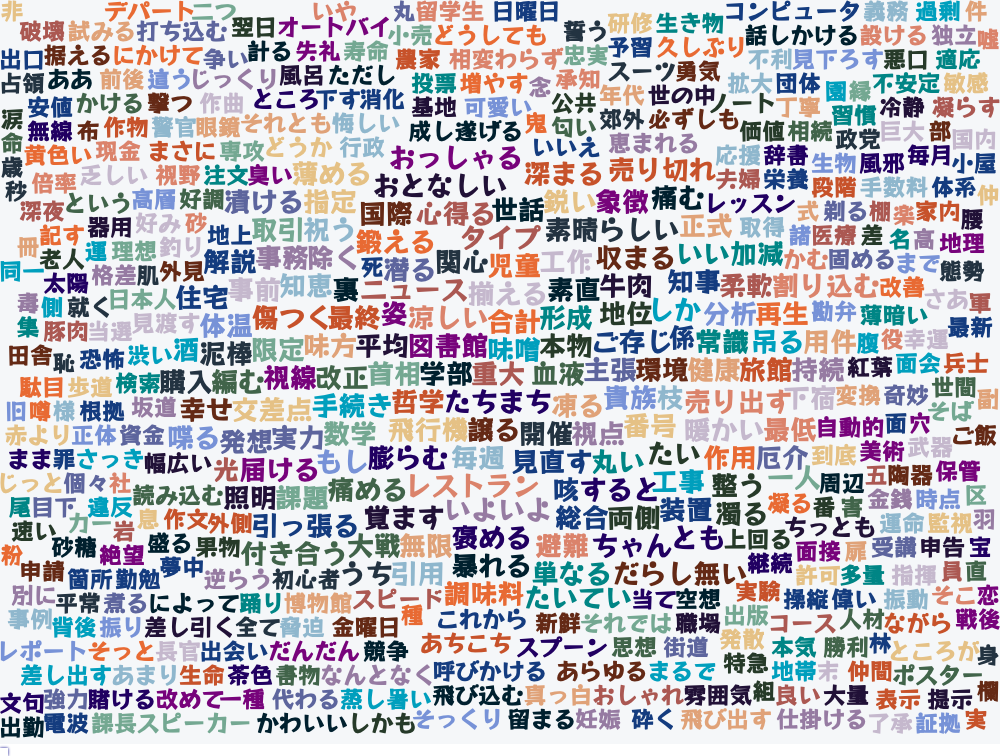 非 デパート 二つ いや 丸 留学生 日曜日 コンピュータ 義務 過剰 件
破壊 試みる 打ち込む 翌日 オートバイ 小売 どうしても 誓う 研修 生き物 話しかける 設ける 独立 嘘
出口 据える にかけて 争い 計る 失礼 寿命 農家 相変わらず 忠実 予習 久しぶり 不利 見下ろす 悪口 適応
占領 ああ 前後 違う じっくり 風呂 ただし 投票 増やす 念 承知 スーツ 勇気 拡大 団体 園 縁 不安定 敏感
涙 安値 かける 撃つ 作曲 ところ 下す 消化 基地 可愛い 公共 年代 世の中 ノート 丁寧 習慣 冷静 凝らす
命 無線 布 作物 警官 眼鏡 それとも 悔しい 成し遂げる 鬼 匂い 郊外 必ずしも 価値 相続 政党 巨大 部 国内
歳 黄色い 現金 まさに 専攻 どうか 行政 おっしゃる いいえ 恵まれる 応援 辞書 生物 風邪 毎月 小屋
秒 倍率 乏しい 視野 注文 臭い 薄める おとなしい 深まる 売り切れ 夫婦 栄養 段階 手数料 体系 仲
深夜 という 高層 好調 漬ける 指定 国際 心得る 世話 鋭い 象徴 痛む レッスン 式 剃る 棚 楽 家内 腰
冊 記す 器用 好み 砂 地上 取引 祝う 鍛える タイプ 素晴らしい 正式 取得 諸 医療 差 名 高 地理
同一 老人 運 理想 釣り 解説 事務 除く 死 潜る 関心 児童 工作 収まる いい加減 かむ 固める まで 態勢
太陽 格差 肌 外見 事前 知恵 裏 ニュース 揃える 素直 牛肉 知事 柔軟 割り込む 改善 さあ 軍
毒 側 就く 日本人 住宅 傷つく 最終 姿 涼しい 合計 形成 地位 しか 分析 再生 勘弁 薄暗い 最新
集 豚肉 当選 見渡す 体温 限定 味方 平均 図書館 味噌 本物 ご存じ 係 常識 吊る 用件 腹 役 幸運
田舎 恥 恐怖 渋い 酒 泥棒 視線 改正 首相 学部 重大 血液 主張 環境 健康 旅館 持続 紅葉 面会 兵士
駄目 歩道 検索 購入 編む 手続き 哲学 たちまち 凍る 貴族 枝 売り出す 下宿 変換 奇妙 世間 副
旧 噂 様 根拠 坂道 幸せ 交差点 数学 飛行機 譲る 開催 視点 番号 暖かい 最低 自動的 面 穴 そば
赤 より 正体 資金 喋る 発想 実力 もし 膨らむ 毎週 見直す 丸い たい 作用 厄介 到底 美術 武器 ご飯
まま 罪 さっき 幅広い 光 届ける 痛める レストラン 咳 すると 工事 整う 一人 周辺 五 陶器 保管
じっと 個々 社 読み込む 照明 課題 覚ます いよいよ 総合 両側 装置 濁る 凝る 番 害 金銭 時点 区
尾 目下 違反 息 作文 外側 引っ張る 大戦 無限 褒める 避難 ちゃんと も 上回る ちっとも 運命 監視 羽
速い カー 岩 盛る 果物 付き合う うち 引用 暴れる 単なる だらし無い 継続 面接 扉 受講 申告 宝
粉 砂糖 絶望 夢中 逆らう 初心者 スピード 調味料 たいてい 当て 空想 実験 許可 多量 指揮 員 直
申請 箇所 勤勉 によって 踊り 博物館 種 これから 新鮮 それでは 職場 出版 操縦 偉い 振動 そこ 恋
別に 平常 煮る 差し引く 全て 脅迫 金曜日 あちこち スプーン 思想 街道 発散 コース 人材 ながら 戦後
事例 背後 振り 出会い だんだん 競争 呼びかける あらゆる まるで 特急 本気 勝利 林 ところが 身
レポート そっと 長官 茶色 書物 なんとなく 飛び込む 真っ白 おしゃれ 雰囲気 地帯 末 仲間 ポスター
差し出す あまり 生命 一種 代わる 蒸し暑い 留まる 妊娠 砕く 飛び出す 組 良い 大量 表示 提示 欄
文句 強力 賭ける 改めて かわいい しかも そっくり 仕掛ける 了承 証拠 実
出勤 電波 課長 スピーカー